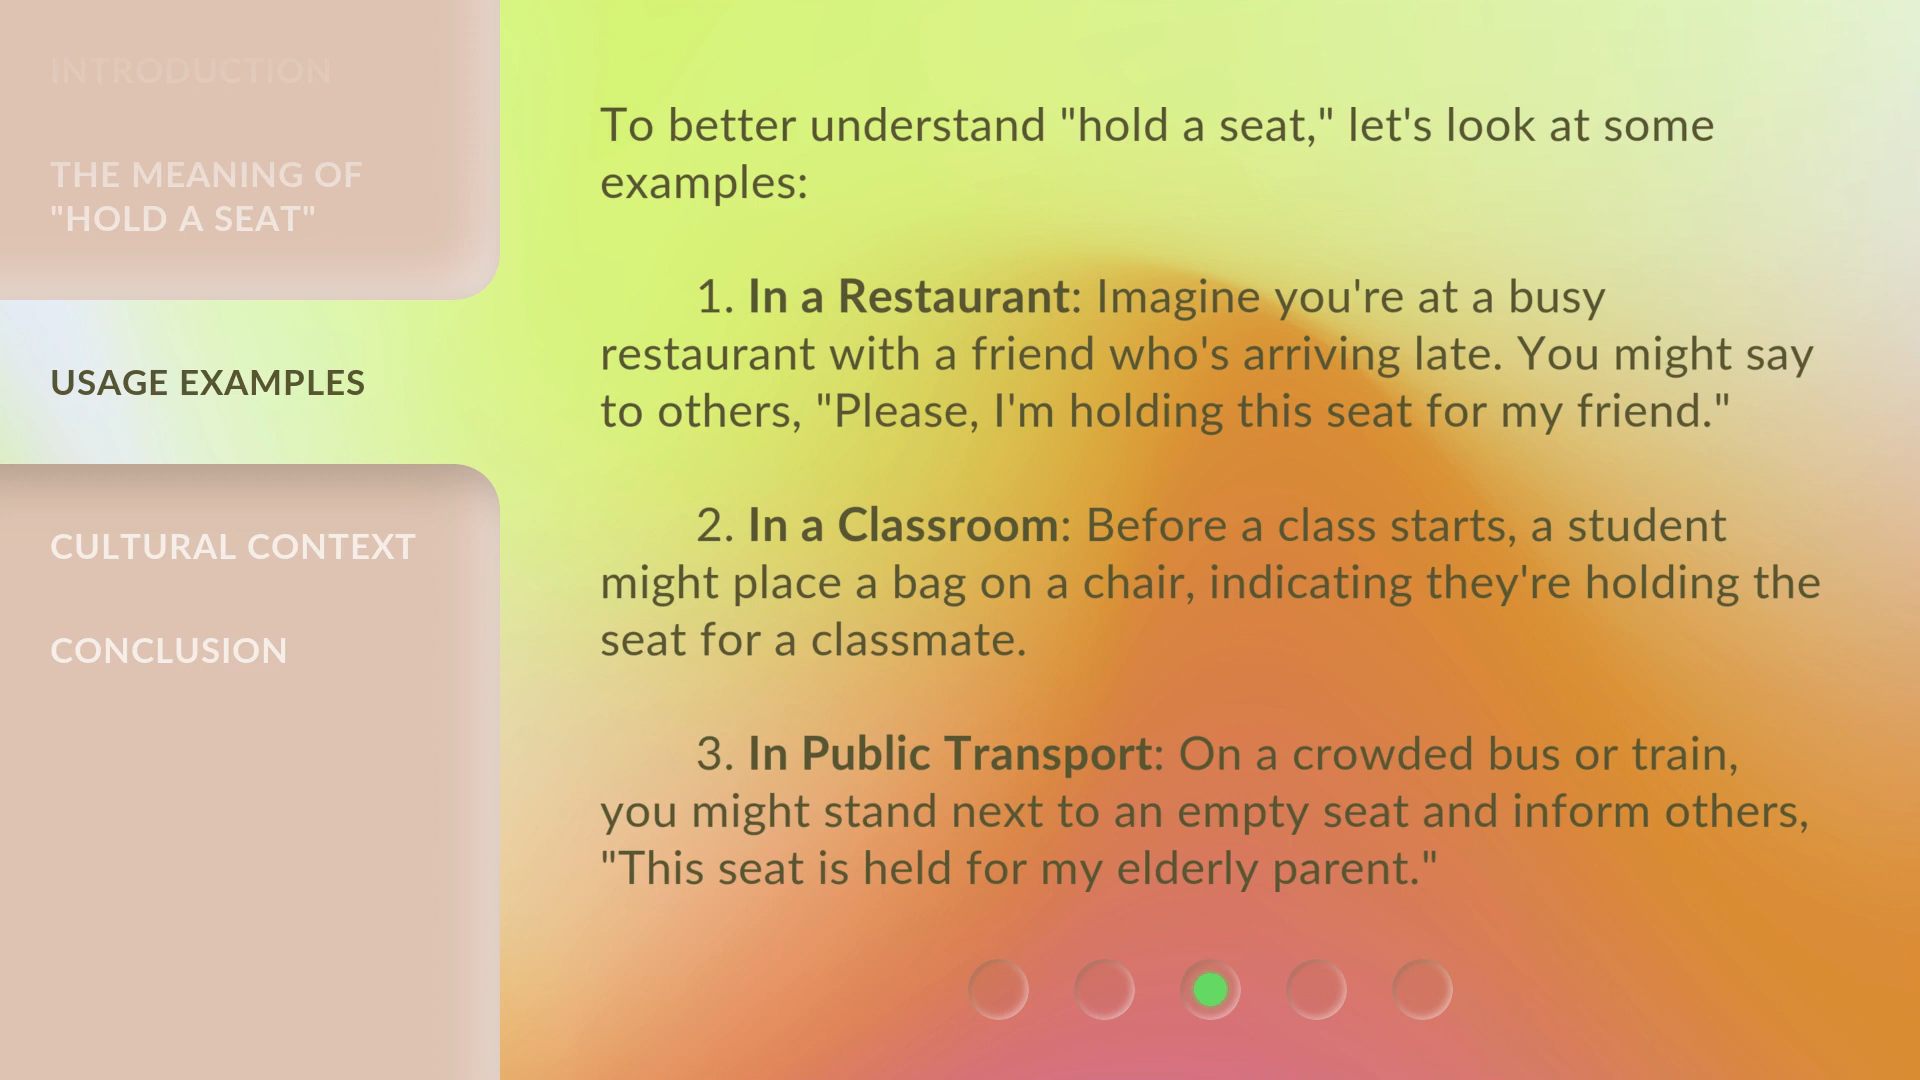 INTRODUCTION
THE MEANING OF
"HOLD A SEAT"
USAGE EXAMPLES
CULTURAL CONTEXT
CONCLUSION
To better understand "hold a seat," let's look at some
examples:
1. In a Restaurant: Imagine you're at a busy
restaurant with a friend who's arriving late. You might say
to others, "Please, I'm holding this seat for my friend."
2. In a Classroom: Before a class starts, a student
might place a bag on a chair, indicating they're holding the
seat for a classmate.
3. In Public Transport: On a crowded bus or train,
you might stand next to an empty seat and inform others,
"This seat is held for my elderly parent."